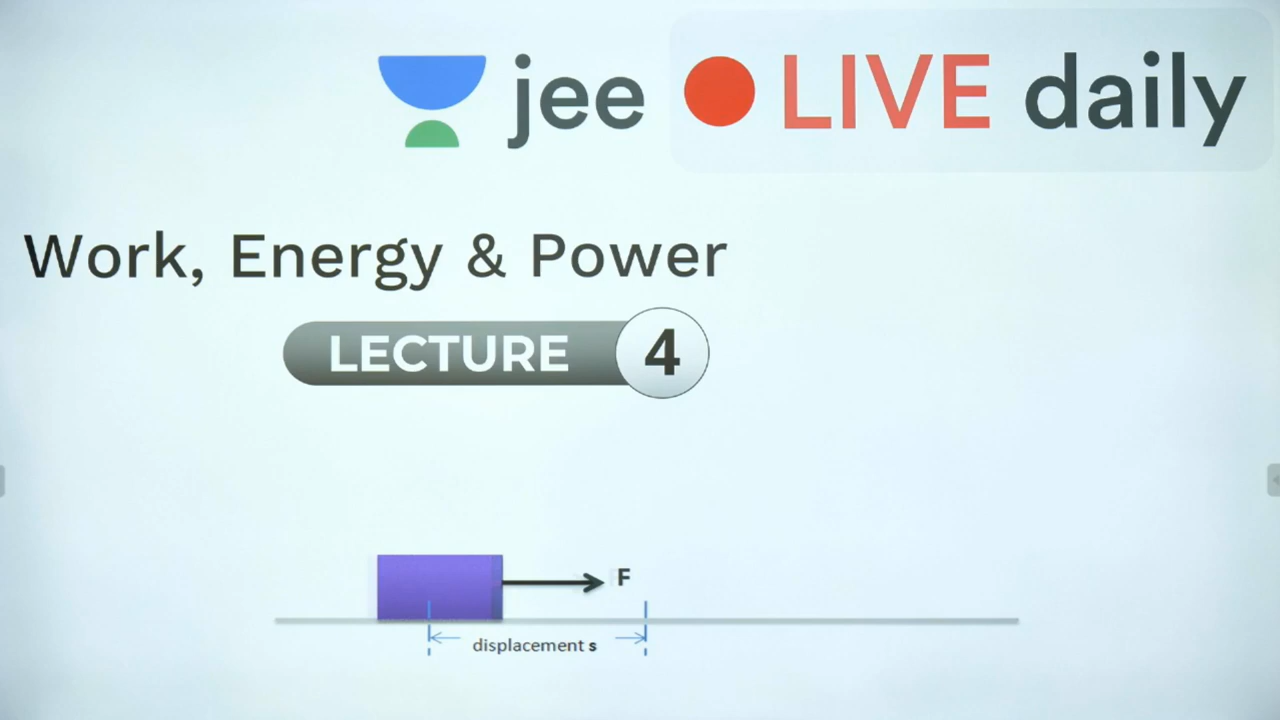 jee LIVE daily
Work, Energy & Power
LECTURE 4
F
displacement s